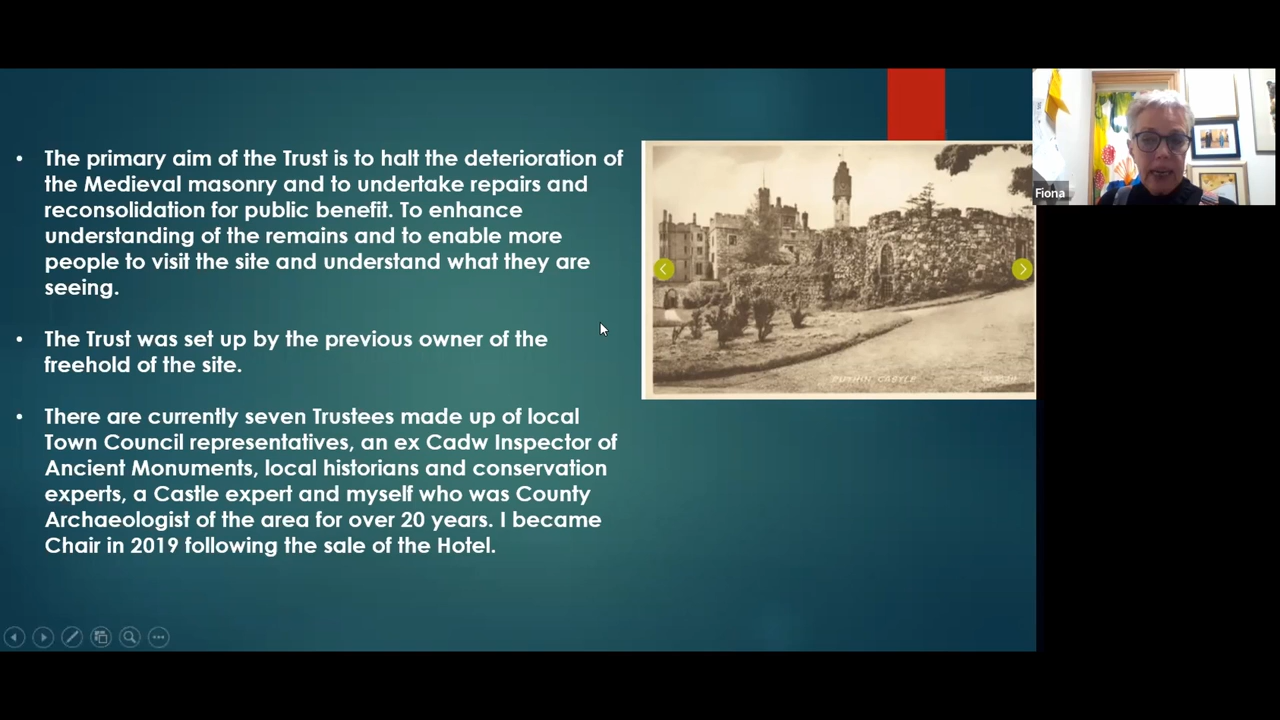 • The primary aim of the Trust is to halt the deterioration of
the Medieval masonry and to undertake repairs and
reconsolidation for public benefit. To enhance
understanding of the remains and to enable more
people to visit the site and understand what they are
seeing.
• The Trust was set up by the previous owner of the
freehold of the site.
• There are currently seven Trustees made up of local
Town Council representatives, an ex Cadw Inspector of
Ancient Monuments, local historians and conservation
experts, a Castle expert and myself who was County
Archaeologist of the area for over 20 years. I became
Chair in 2019 following the sale of the Hotel.
RUTHIN CASTLE
Fiona